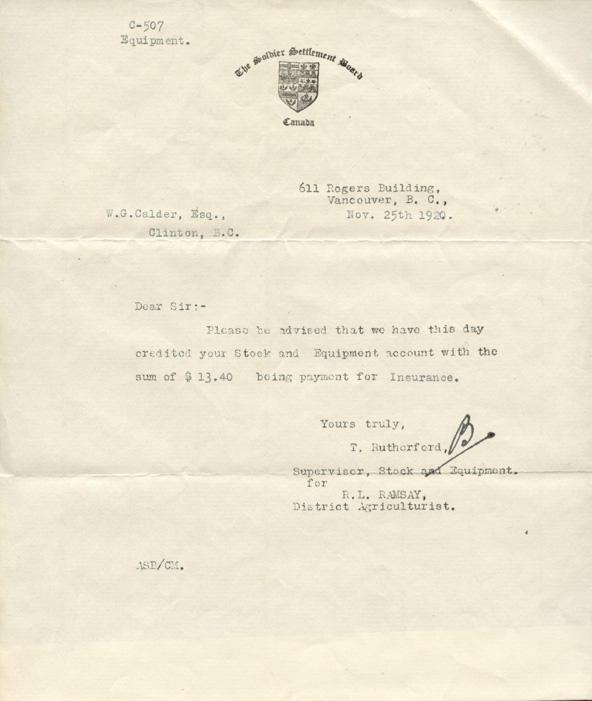 C-507
Equipment.
The Soldier Settlement Board
Canada
611 Rogers Building,
Vancouver, B. C.,
Nov. 25th 1920.
W.G.Calder, Esq.,
Clinton, B.C.
Dear Sir:-
Please be advised that we have this day
credited your Stock and Equipment account with the
sum of $ 13.40 being payment for Insurance.
Yours truly,
T. Rutherford, B
Supervisor, Stock and Equipment.
for
R.L. RAMSAY,
District Agriculturist.
ASB/CM.